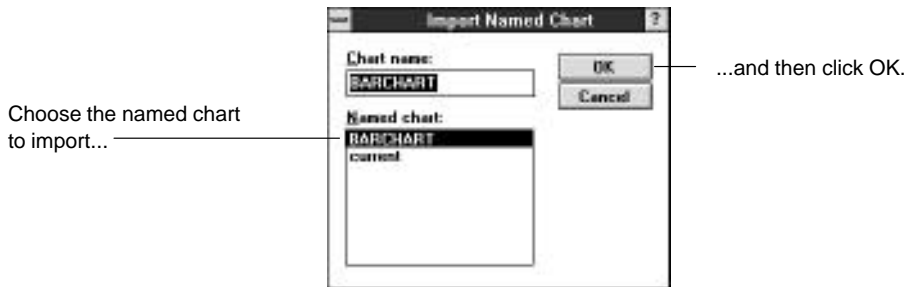 Import Named Chart ?
Chart name:
BARCHART
OK
Cancel
...and then click OK.
Choose the named chart
to import...
Named chart:
BARCHART
current